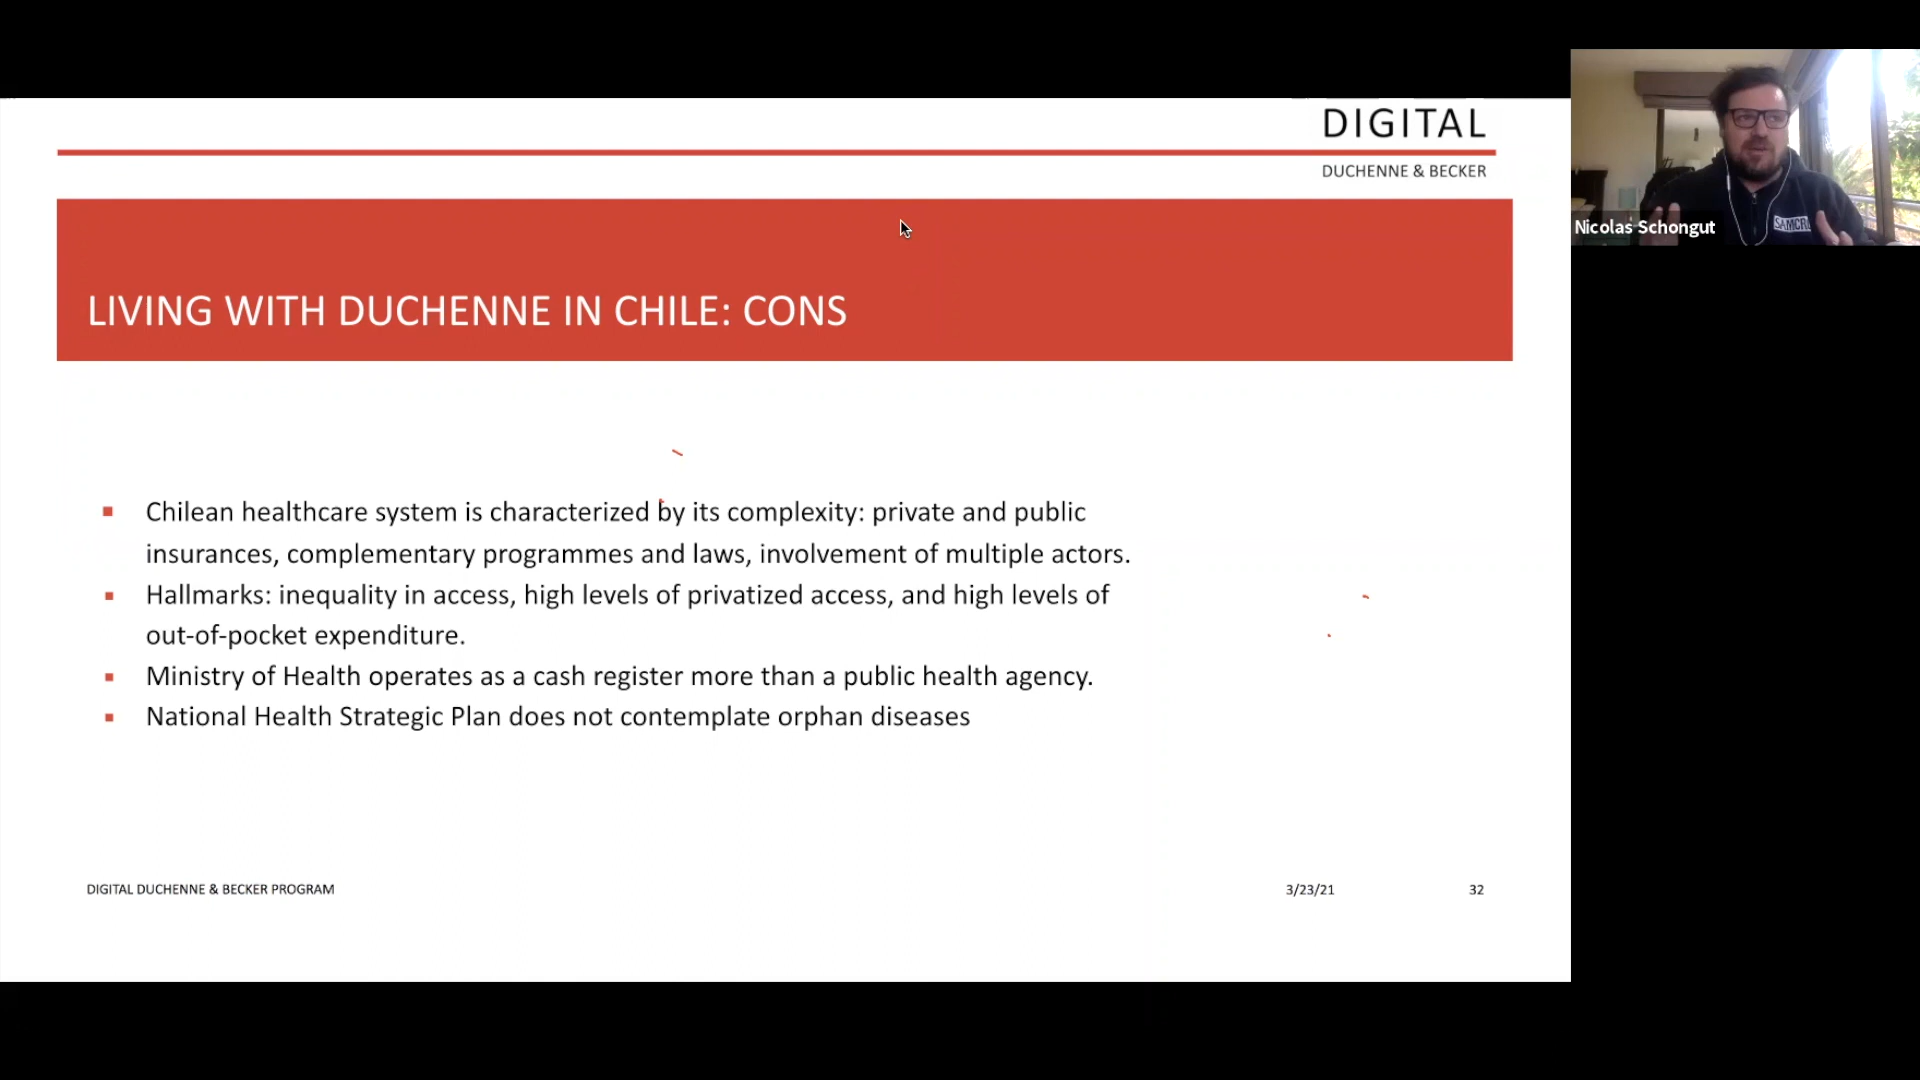 DIGITAL
DUCHENNE & BECKER
Nicolas Schongut
LIVING WITH DUCHENNE IN CHILE: CONS
▪ Chilean healthcare system is characterized by its complexity: private and public
insurances, complementary programmes and laws, involvement of multiple actors.
▪ Hallmarks: inequality in access, high levels of privatized access, and high levels of
out-of-pocket expenditure.
▪ Ministry of Health operates as a cash register more than a public health agency.
▪ National Health Strategic Plan does not contemplate orphan diseases
DIGITAL DUCHENNE & BECKER PROGRAM
3/23/21
32